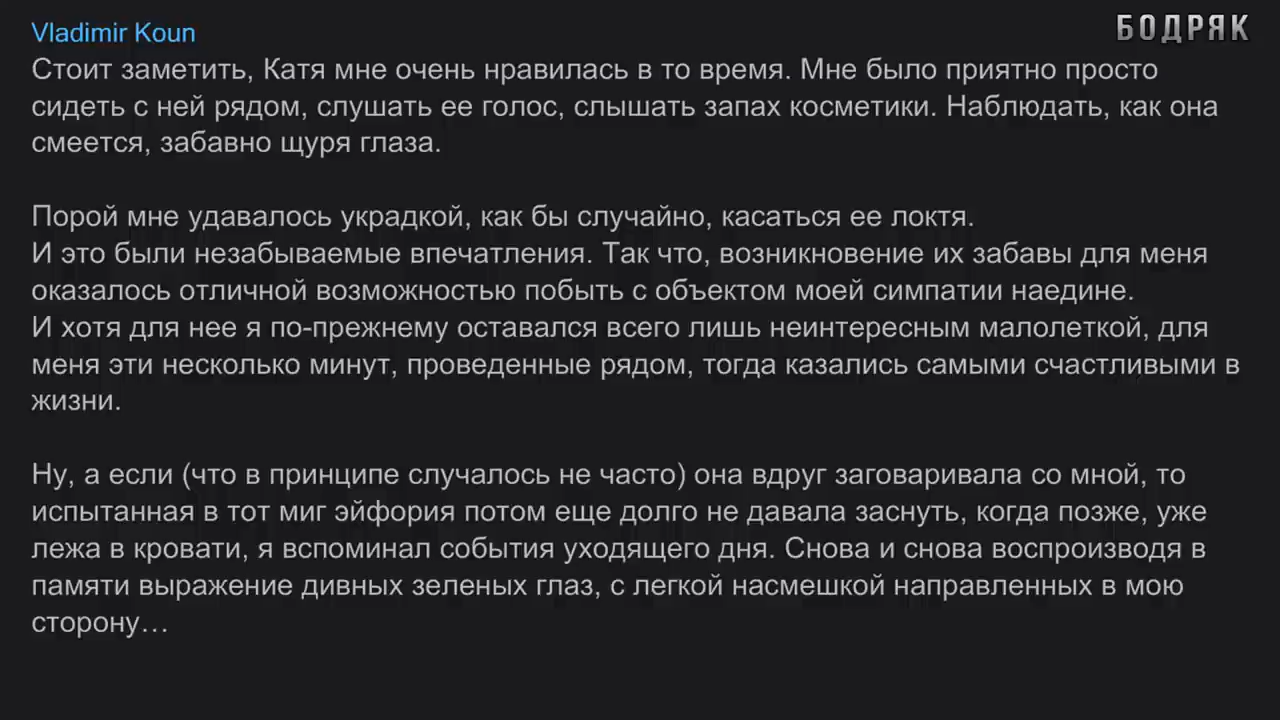 Vladimir Koun
БОДРЯК
Стоит заметить, Катя мне очень нравилась в то время. Мне было приятно просто
сидеть с ней рядом, слушать ее голос, слышать запах косметики. Наблюдать, как она
смеется, забавно щуря глаза.
Порой мне удавалось украдкой, как бы случайно, касаться ее локтя.
И это были незабываемые впечатления. Так что, возникновение их забавы для меня
оказалось отличной возможностью побыть с объектом моей симпатии наедине.
И хотя для нее я по-прежнему оставался всего лишь неинтересным малолеткой, для
меня эти несколько минут, проведенные рядом, тогда казались самыми счастливыми в
жизни.
Ну, а если (что в принципе случалось не часто) она вдруг заговаривала со мной, то
испытанная в тот миг эйфория потом еще долго не давала заснуть, когда позже, уже
лежа в кровати, я вспоминал события уходящего дня. Снова и снова воспроизводя в
памяти выражение дивных зеленых глаз, с легкой насмешкой направленных в мою
сторону…